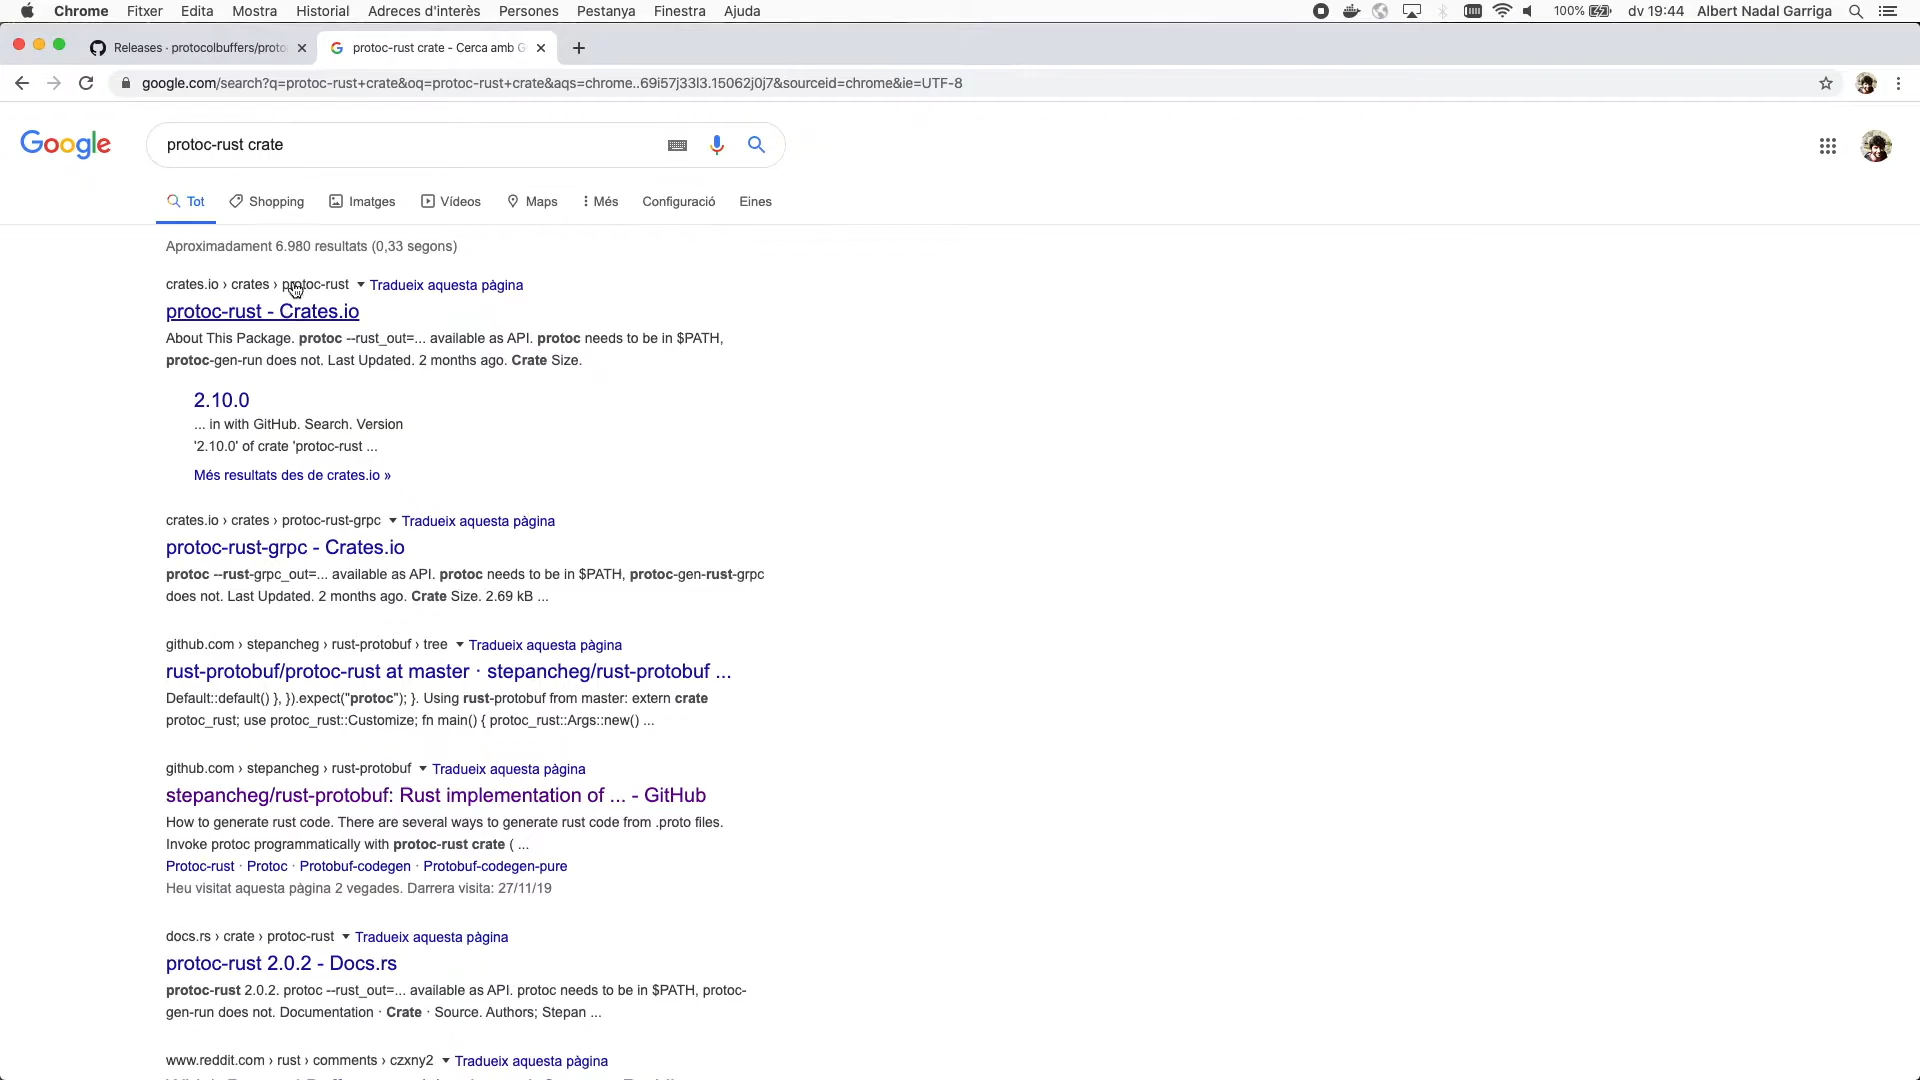 Chrome Fitxer Edita Mostra Historial Adreces d'interès Persones Pestanya Finestra Ajuda 100% dv 19:44 Albert Nadal Garriga
Releases · protocolbuffers/proto protoc-rust crate - Cerca amb G
google.com/search?q=protoc-rust+crate&oq=protoc-rust+crate&aqs=chrome..69i57j33l3.15062j0j7&sourceid=chrome&ie=UTF-8
Google protoc-rust crate
Tot Shopping Imatges Vídeos Maps Més Configuració Eines
Aproximadament 6.980 resultats (0,33 segons)
crates.io › crates › protoc-rust Tradueix aquesta pàgina
protoc-rust - Crates.io
About This Package. protoc --rust_out=... available as API. protoc needs to be in $PATH,
protoc-gen-run does not. Last Updated. 2 months ago. Crate Size.
2.10.0
... in with GitHub. Search. Version
'2.10.0' of crate 'protoc-rust ...
Més resultats des de crates.io »
crates.io › crates › protoc-rust-grpc Tradueix aquesta pàgina
protoc-rust-grpc - Crates.io
protoc --rust-grpc_out=... available as API. protoc needs to be in $PATH, protoc-gen-rust-grpc
does not. Last Updated. 2 months ago. Crate Size. 2.69 kB ...
github.com › stepancheg › rust-protobuf › tree Tradueix aquesta pàgina
rust-protobuf/protoc-rust at master · stepancheg/rust-protobuf ...
Default::default() }, }).expect("protoc"); }. Using rust-protobuf from master: extern crate
protoc_rust; use protoc_rust::Customize; fn main() { protoc_rust::Args::new() ...
github.com › stepancheg › rust-protobuf Tradueix aquesta pàgina
stepancheg/rust-protobuf: Rust implementation of ... - GitHub
How to generate rust code. There are several ways to generate rust code from .proto files.
Invoke protoc programmatically with protoc-rust crate ( ...
Protoc-rust · Protoc · Protobuf-codegen · Protobuf-codegen-pure
Heu visitat aquesta pàgina 2 vegades. Darrera visita: 27/11/19
docs.rs › crate › protoc-rust Tradueix aquesta pàgina
protoc-rust 2.0.2 - Docs.rs
protoc-rust 2.0.2. protoc --rust_out=... available as API. protoc needs to be in $PATH, protoc-
gen-run does not. Documentation · Crate · Source. Authors; Stepan ...
www.reddit.com › rust › comments › czxny2 Tradueix aquesta pàgina